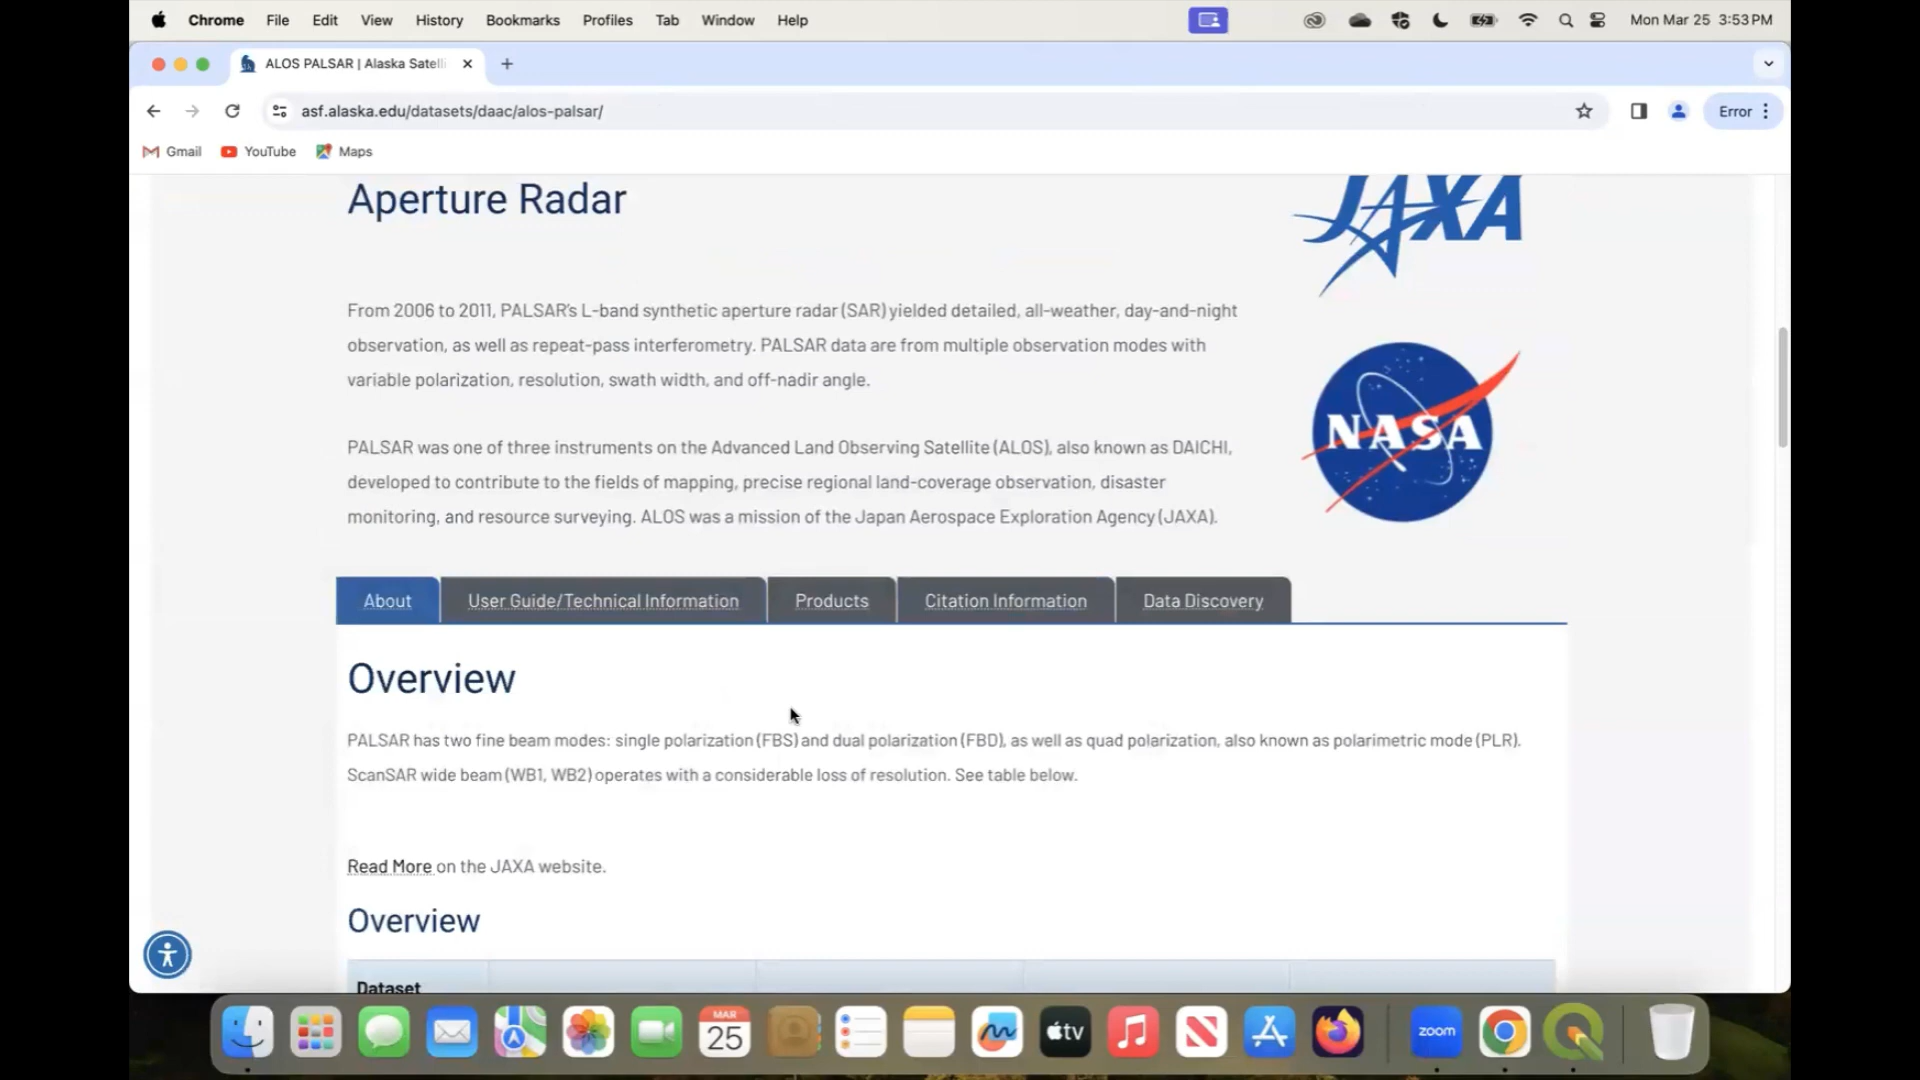 Chrome File Edit View History Bookmarks Profiles Tab Window Help Mon Mar 25 3:53 PM
ALOS PALSAR | Alaska Satelli
asf.alaska.edu/datasets/daac/alos-palsar/ Error
Gmail YouTube Maps
Aperture Radar
JAXA
From 2006 to 2011, PALSAR's L-band synthetic aperture radar (SAR) yielded detailed, all-weather, day-and-night
observation, as well as repeat-pass interferometry. PALSAR data are from multiple observation modes with
variable polarization, resolution, swath width, and off-nadir angle.
NASA
PALSAR was one of three instruments on the Advanced Land Observing Satellite (ALOS), also known as DAICHI,
developed to contribute to the fields of mapping, precise regional land-coverage observation, disaster
monitoring, and resource surveying. ALOS was a mission of the Japan Aerospace Exploration Agency (JAXA).
About User Guide/Technical Information Products Citation Information Data Discovery
Overview
PALSAR has two fine beam modes: single polarization (FBS) and dual polarization (FBD), as well as quad polarization, also known as polarimetric mode (PLR).
ScanSAR wide beam (WB1, WB2) operates with a considerable loss of resolution. See table below.
Read More on the JAXA website.
Overview
Dataset
MAR
25
tv
zoom